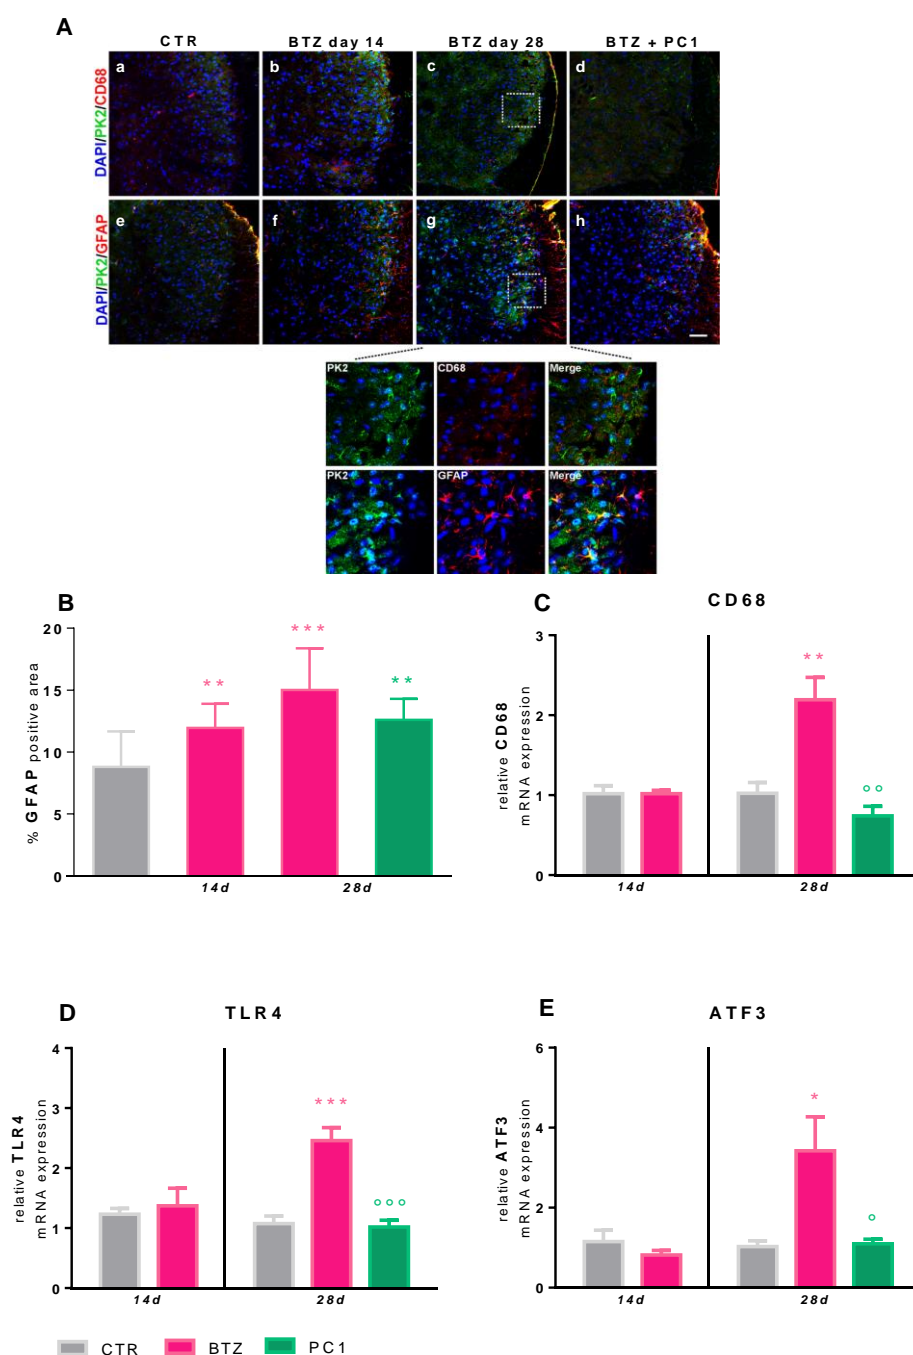 A
CTR
BTZ day 14
BTZ day 28
BTZ + PC1
DAPI/PK2/CD68
a
b
c
d
DAPI/PK2/GFAP
e
f
g
h
PK2
CD68
Merge
PK2
GFAP
Merge
B
% GFAP positive area
20
15
10
5
0
**
***
**
14d
28d
C
CD68
relative CD68
mRNA expression
3
2
1
0
**
°°
14d
28d
D
TLR4
relative TLR4
mRNA expression
4
3
2
1
0
***
°°°
14d
28d
E
ATF3
relative ATF3
mRNA expression
6
4
2
0
*
°
14d
28d
CTR
BTZ
PC1